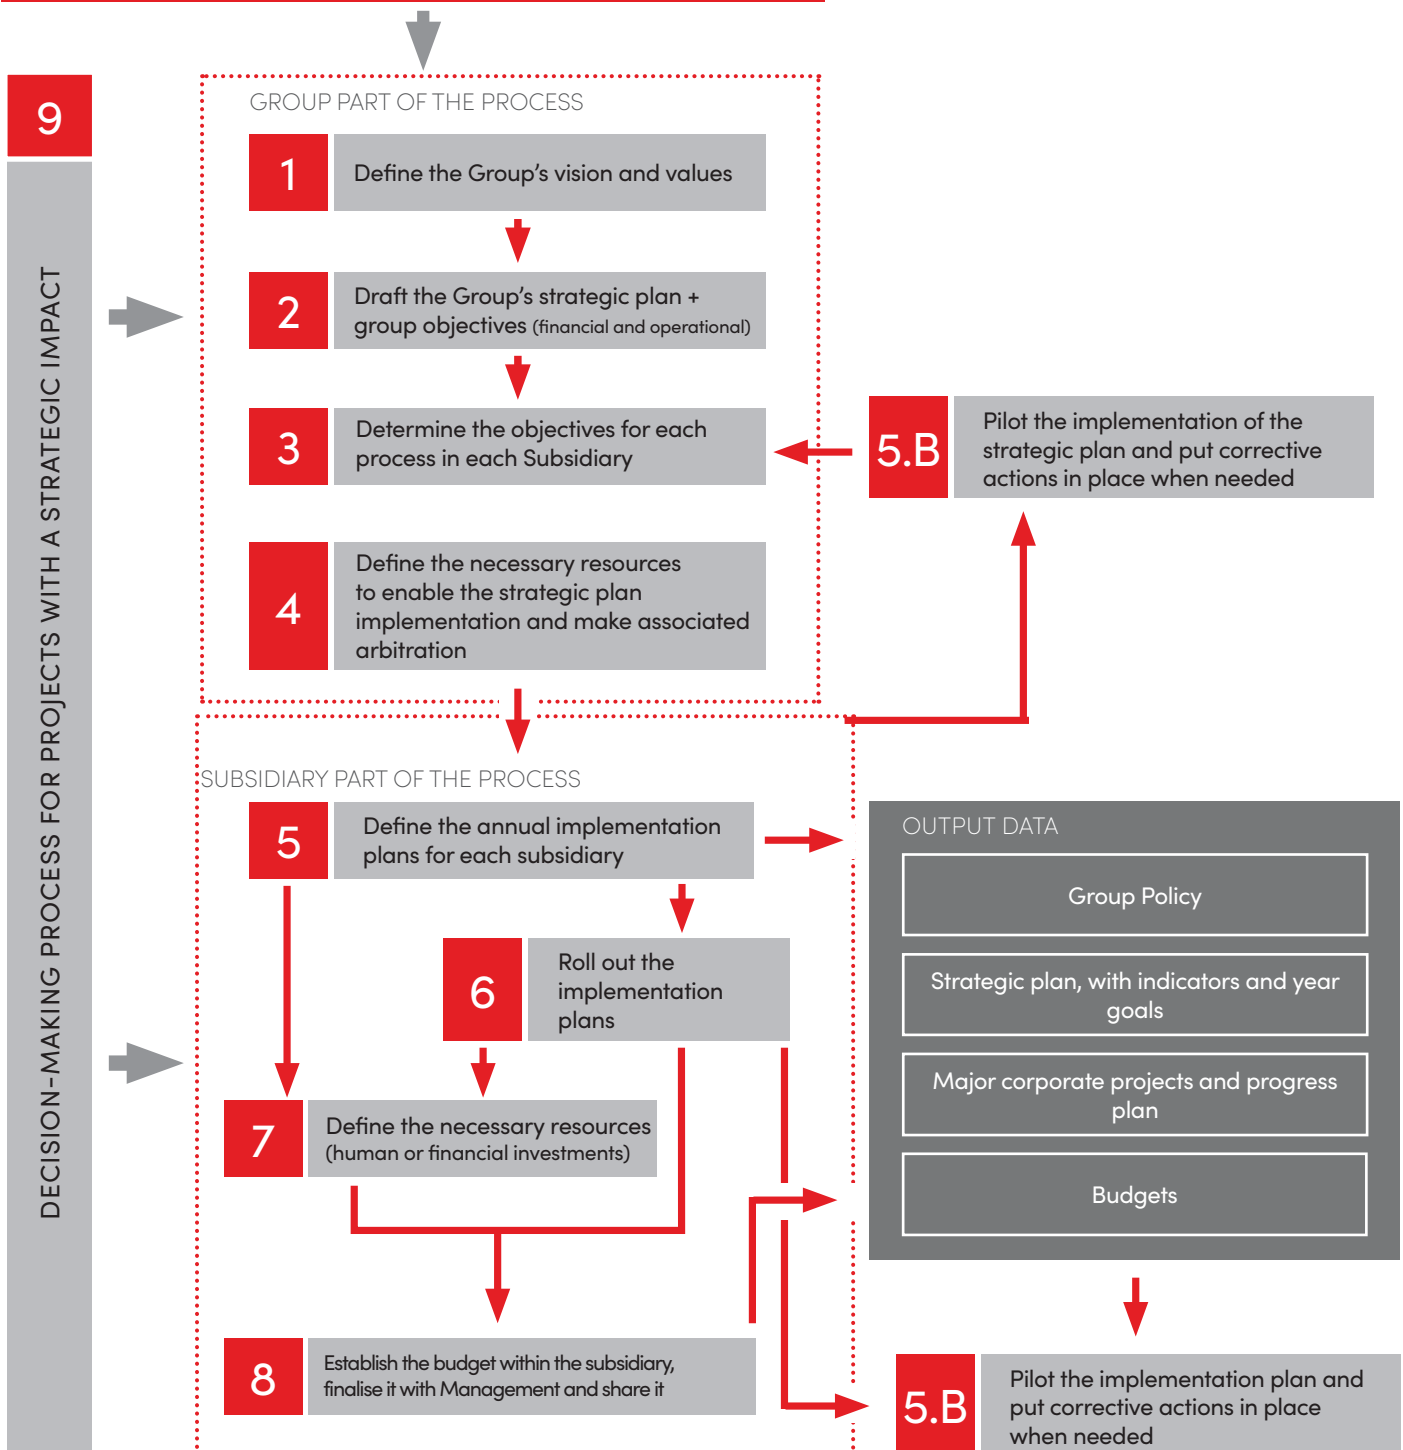 9
DECISION-MAKING PROCESS FOR PROJECTS WITH A STRATEGIC IMPACT
GROUP PART OF THE PROCESS
1
Define the Group’s vision and values
2
Draft the Group’s strategic plan +
group objectives (financial and operational)
3
Determine the objectives for each
process in each Subsidiary
5.B
Pilot the implementation of the
strategic plan and put corrective
actions in place when needed
4
Define the necessary resources
to enable the strategic plan
implementation and make associated
arbitration
SUBSIDIARY PART OF THE PROCESS
5
Define the annual implementation
plans for each subsidiary
6
Roll out the
implementation
plans
7
Define the necessary resources
(human or financial investments)
8
Establish the budget within the subsidiary,
finalise it with Management and share it
OUTPUT DATA
Group Policy
Strategic plan, with indicators and year
goals
Major corporate projects and progress
plan
Budgets
5.B
Pilot the implementation plan and
put corrective actions in place
when needed